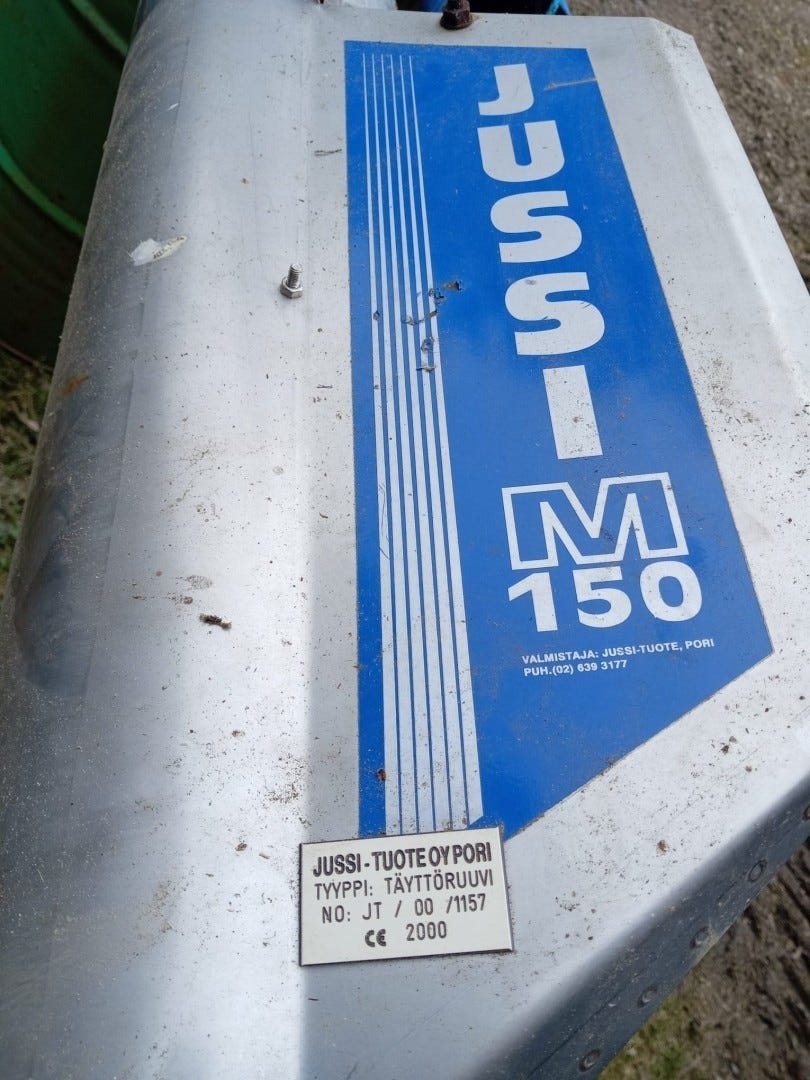 JUSSI
M
150
VALMISTAJA: JUSSI-TUOTE, PORI
PUH.(02) 639 3177
JUSSI-TUOTE OY PORI
TYYPPI: TÄYTTÖRUUVI
NO: JT / 00 /1157
CE 2000